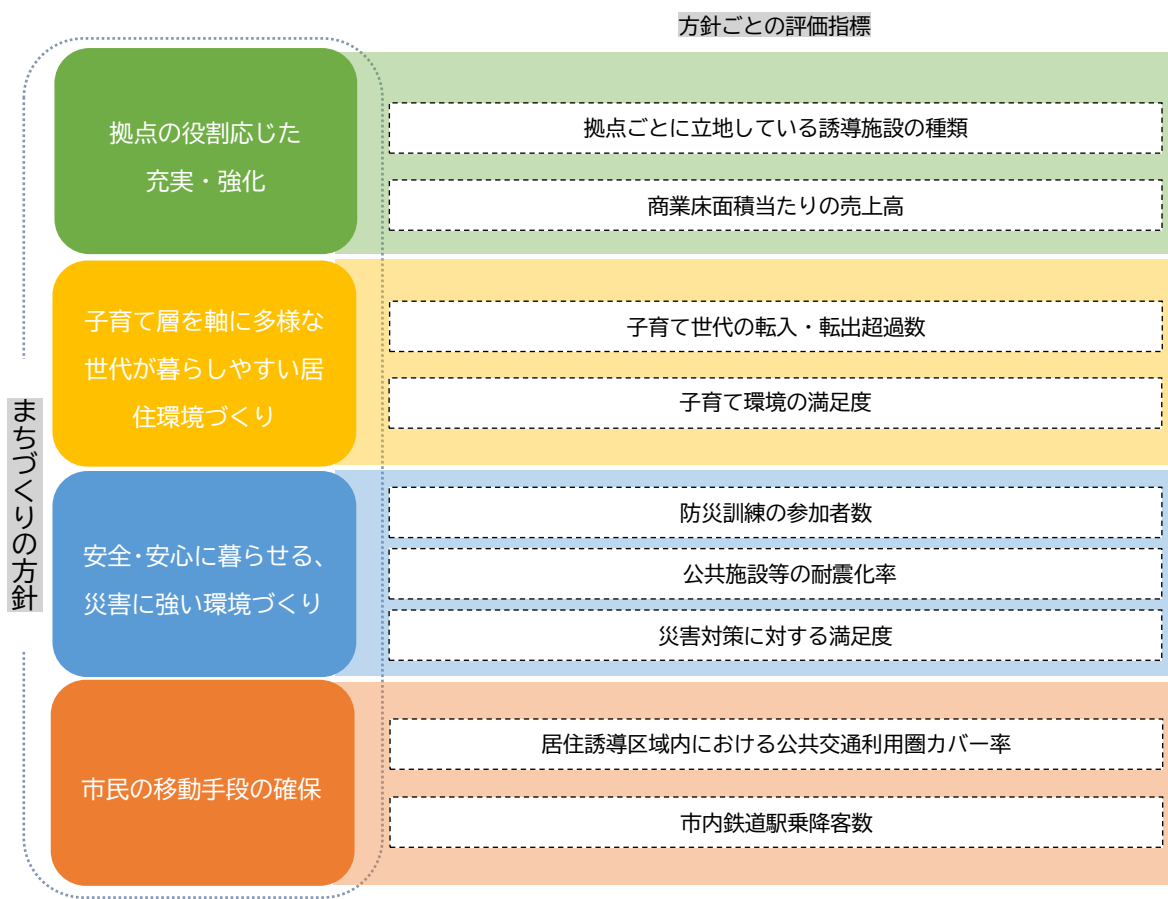 方針ごとの評価指標
まちづくりの方針
拠点の役割応じた
充実・強化
拠点ごとに立地している誘導施設の種類
商業床面積当たりの売上高
子育て層を軸に多様な
世代が暮らしやすい居
住環境づくり
子育て世代の転入・転出超過数
子育て環境の満足度
安全・安心に暮らせる、
災害に強い環境づくり
防災訓練の参加者数
公共施設等の耐震化率
災害対策に対する満足度
市民の移動手段の確保
居住誘導区域内における公共交通利用圏カバー率
市内鉄道駅乗降客数